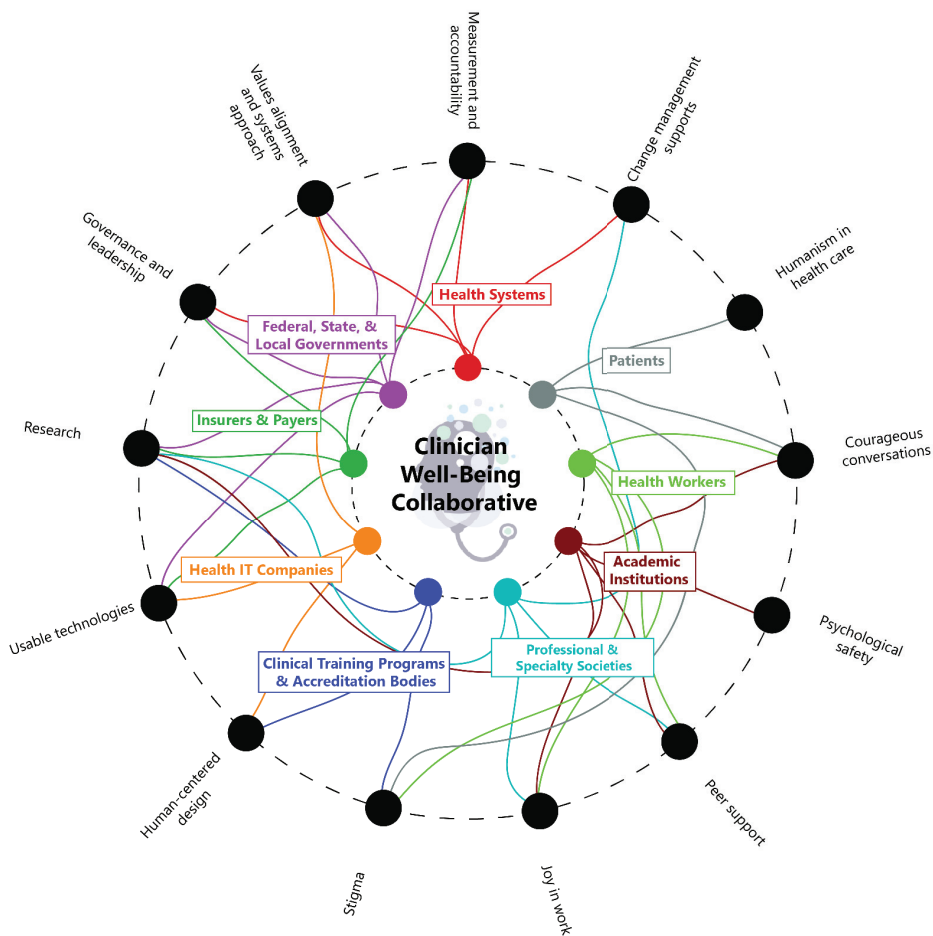 Measurement and
accountability
Change management
supports
Humanism in
health care
Courageous
conversations
Psychological
safety
Peer support
Joy in work
Stigma
Human-centered
design
Usable technologies
Research
Governance and
leadership
Values alignment
and systems
approach
Health Systems
Federal, State, &
Local Governments
Patients
Insurers & Payers
Health Workers
Clinician
Well-Being
Collaborative
Health IT Companies
Academic
Institutions
Clinical Training Programs
& Accreditation Bodies
Professional &
Specialty Societies